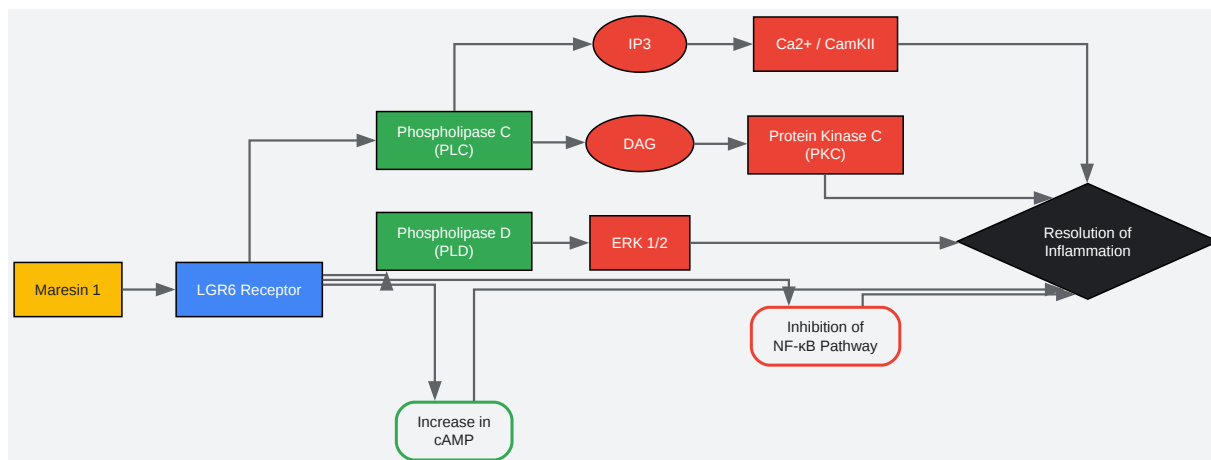 IP3
Ca2+ / CamKII
Phospholipase C
(PLC)
DAG
Protein Kinase C
(PKC)
Phospholipase D
(PLD)
ERK 1/2
Resolution of
Inflammation
Maresin 1
LGR6 Receptor
Inhibition of
NF-κB Pathway
Increase in
cAMP